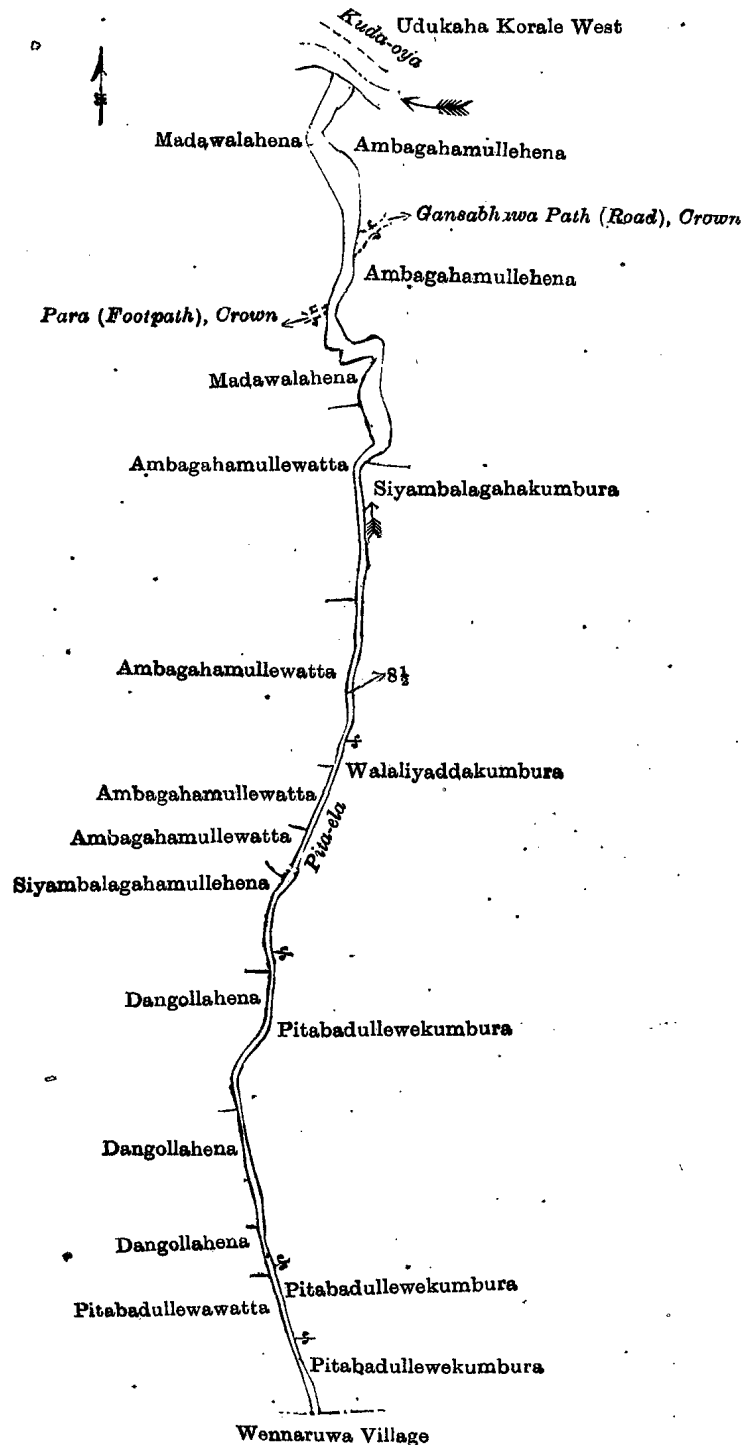 Udukaha Korale West
Kuda-oya
Madawalahena
Ambagahamullehena
Gansabhawa Path (Road), Crown
Ambagahamullehena
Para (Footpath), Crown
Madawalahena
Ambagahamullewatta
Siyambalagahakumbura
Ambagahamullewatta
8½
Walaliyaddakumbura
Ambagahamullewatta
Ambagahamullewatta
Pita-ela
Siyambalagahamullehena
Dangollahena
Pitabadullewekumbura
Dangollahena
Dangollahena
Pitabadullewekumbura
Pitabadullewawatta
Pitabadullewekumbura
Wennaruwa Village